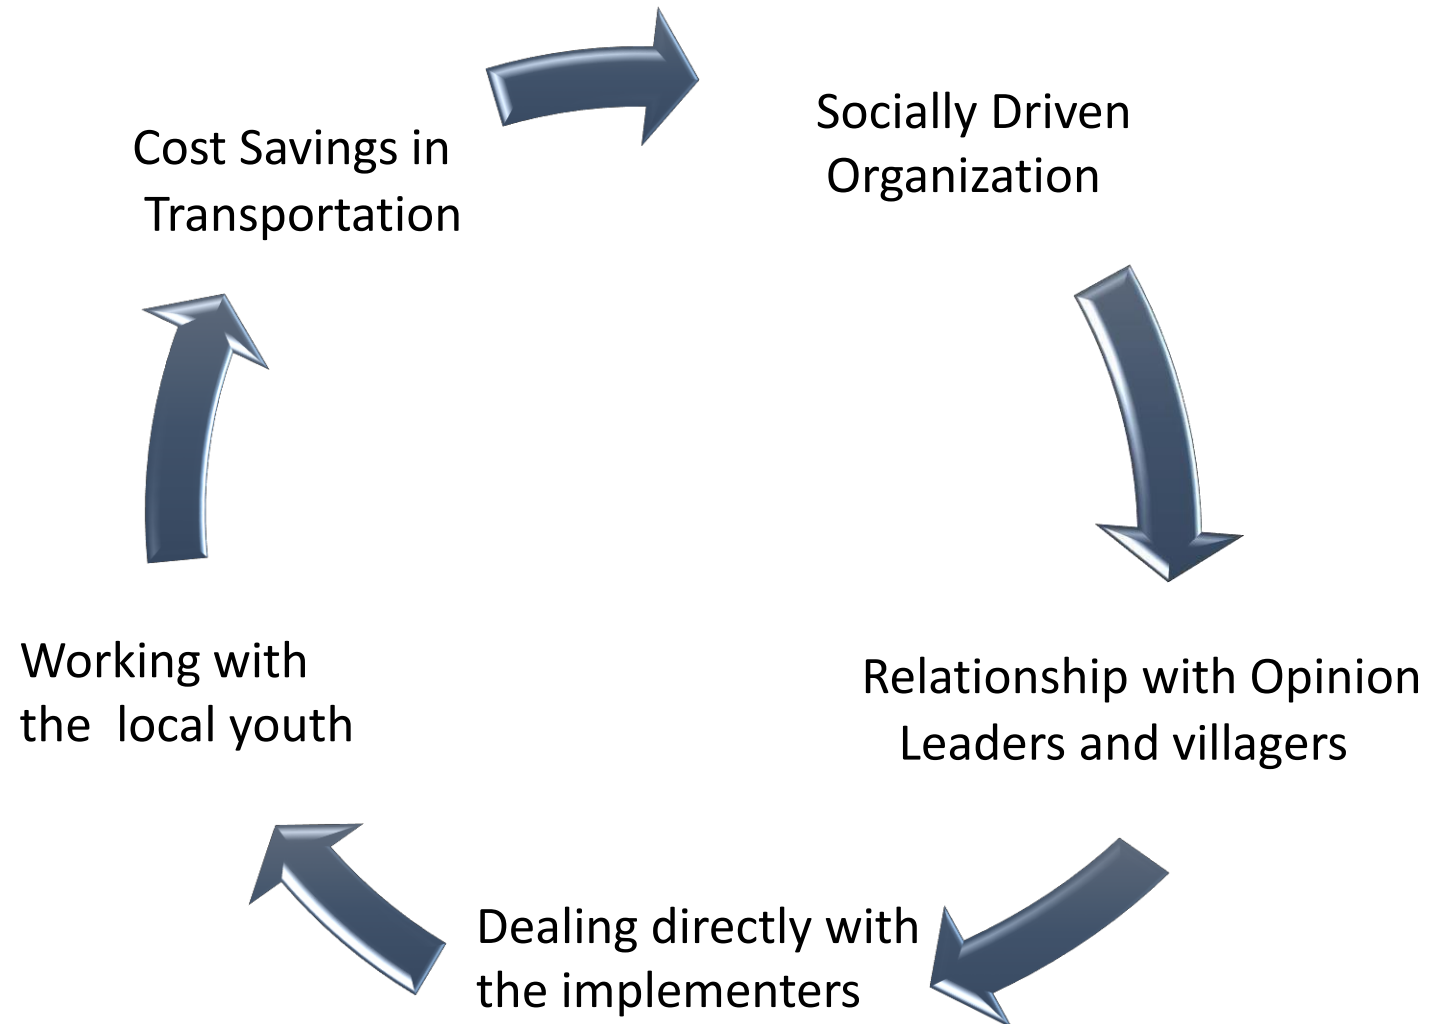 Cost Savings in
Transportation
Socially Driven
Organization
Relationship with Opinion
Leaders and villagers
Dealing directly with
the implementers
Working with
the  local youth